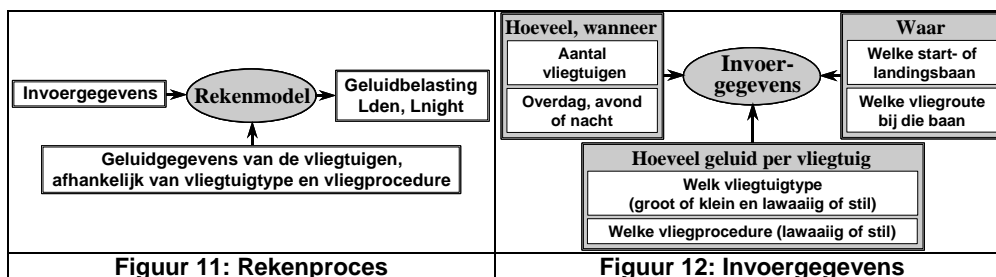 Invoergegevens
Rekenmodel
Geluidbelasting
Lden, Lnight
Geluidgegevens van de vliegtuigen,
afhankelijk van vliegtuigtype en vliegprocedure
Figuur 11: Rekenproces
Hoeveel, wanneer
Aantal
vliegtuigen
Overdag, avond
of nacht
Invoer-
gegevens
Waar
Welke start- of
landingsbaan
Welke vliegroute
bij die baan
Hoeveel geluid per vliegtuig
Welk vliegtuigtype
(groot of klein en lawaaiig of stil)
Welke vliegprocedure (lawaaiig of stil)
Figuur 12: Invoergegevens